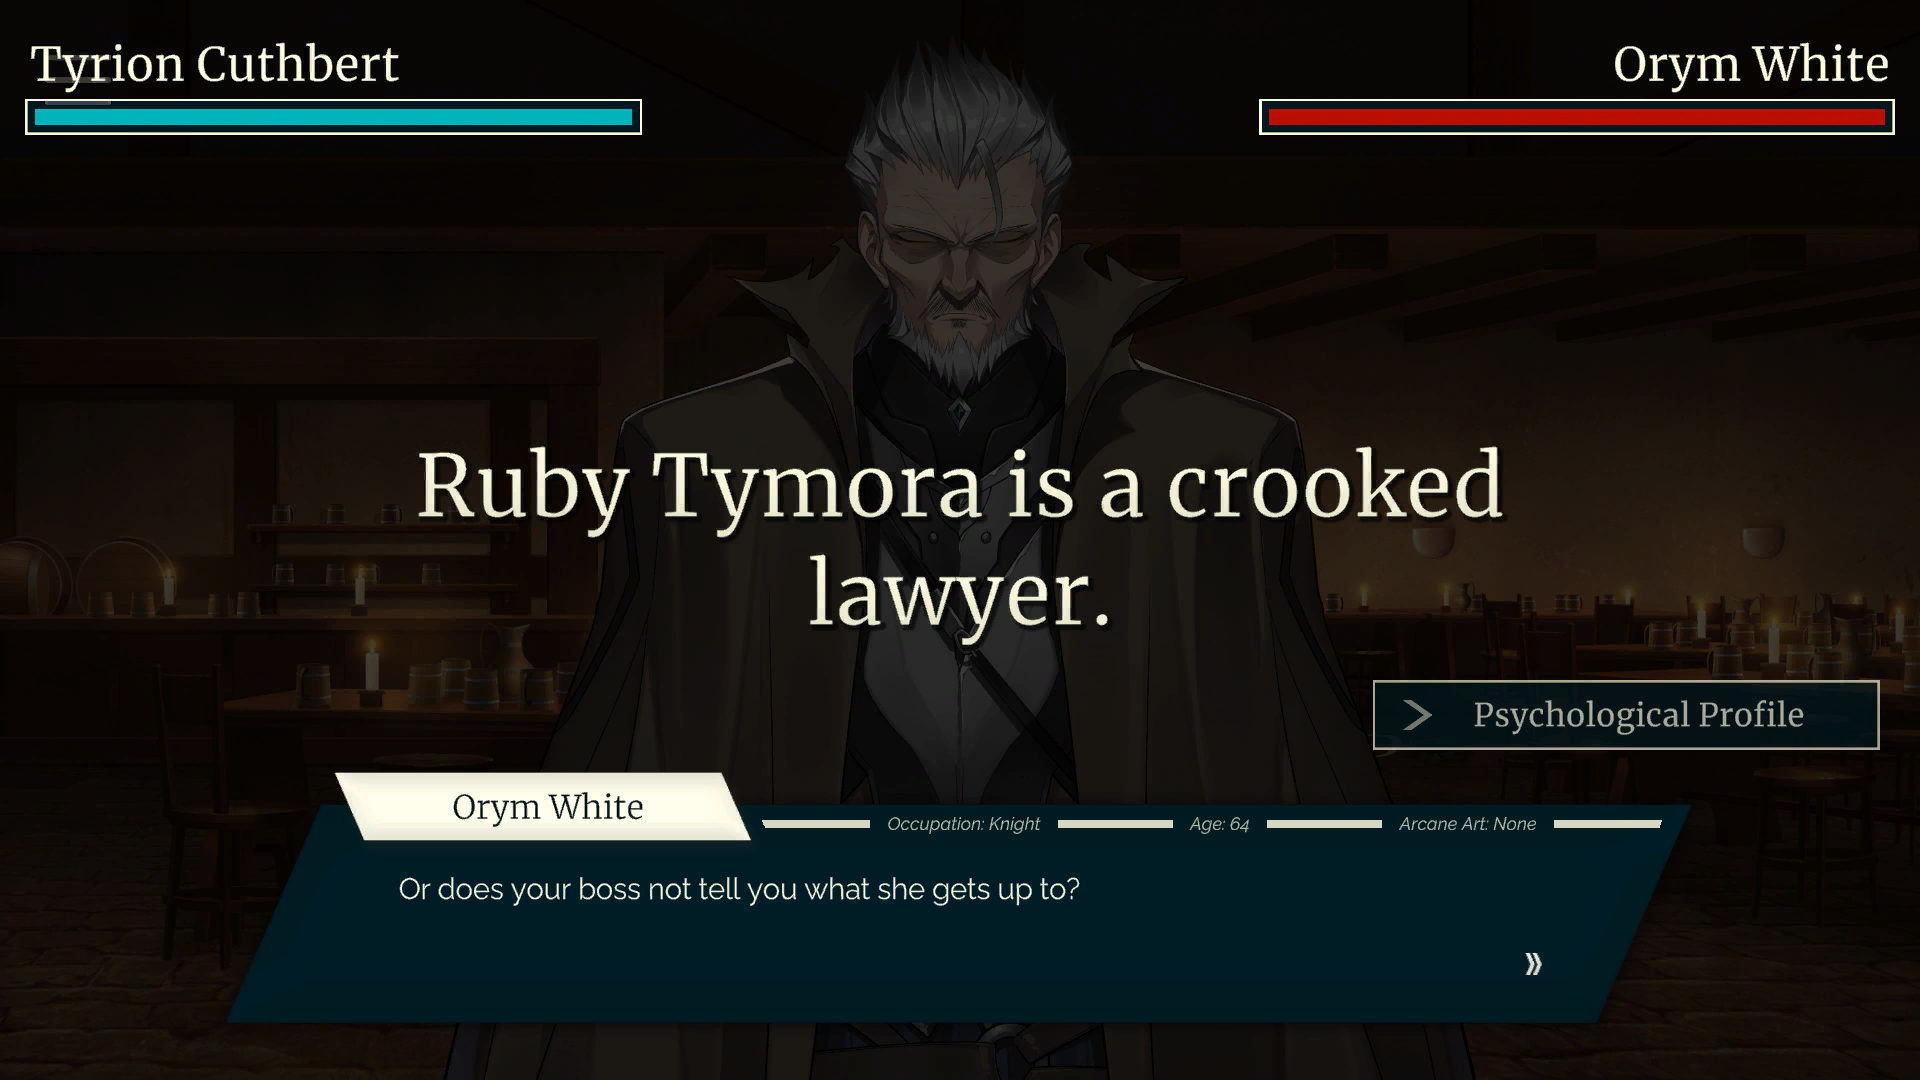 Tyrion Cuthbert
Orym White
Ruby Tymora is a crooked
lawyer.
Psychological Profile
Orym White
Occupation: Knight
Age: 64
Arcane Art: None
Or does your boss not tell you what she gets up to?